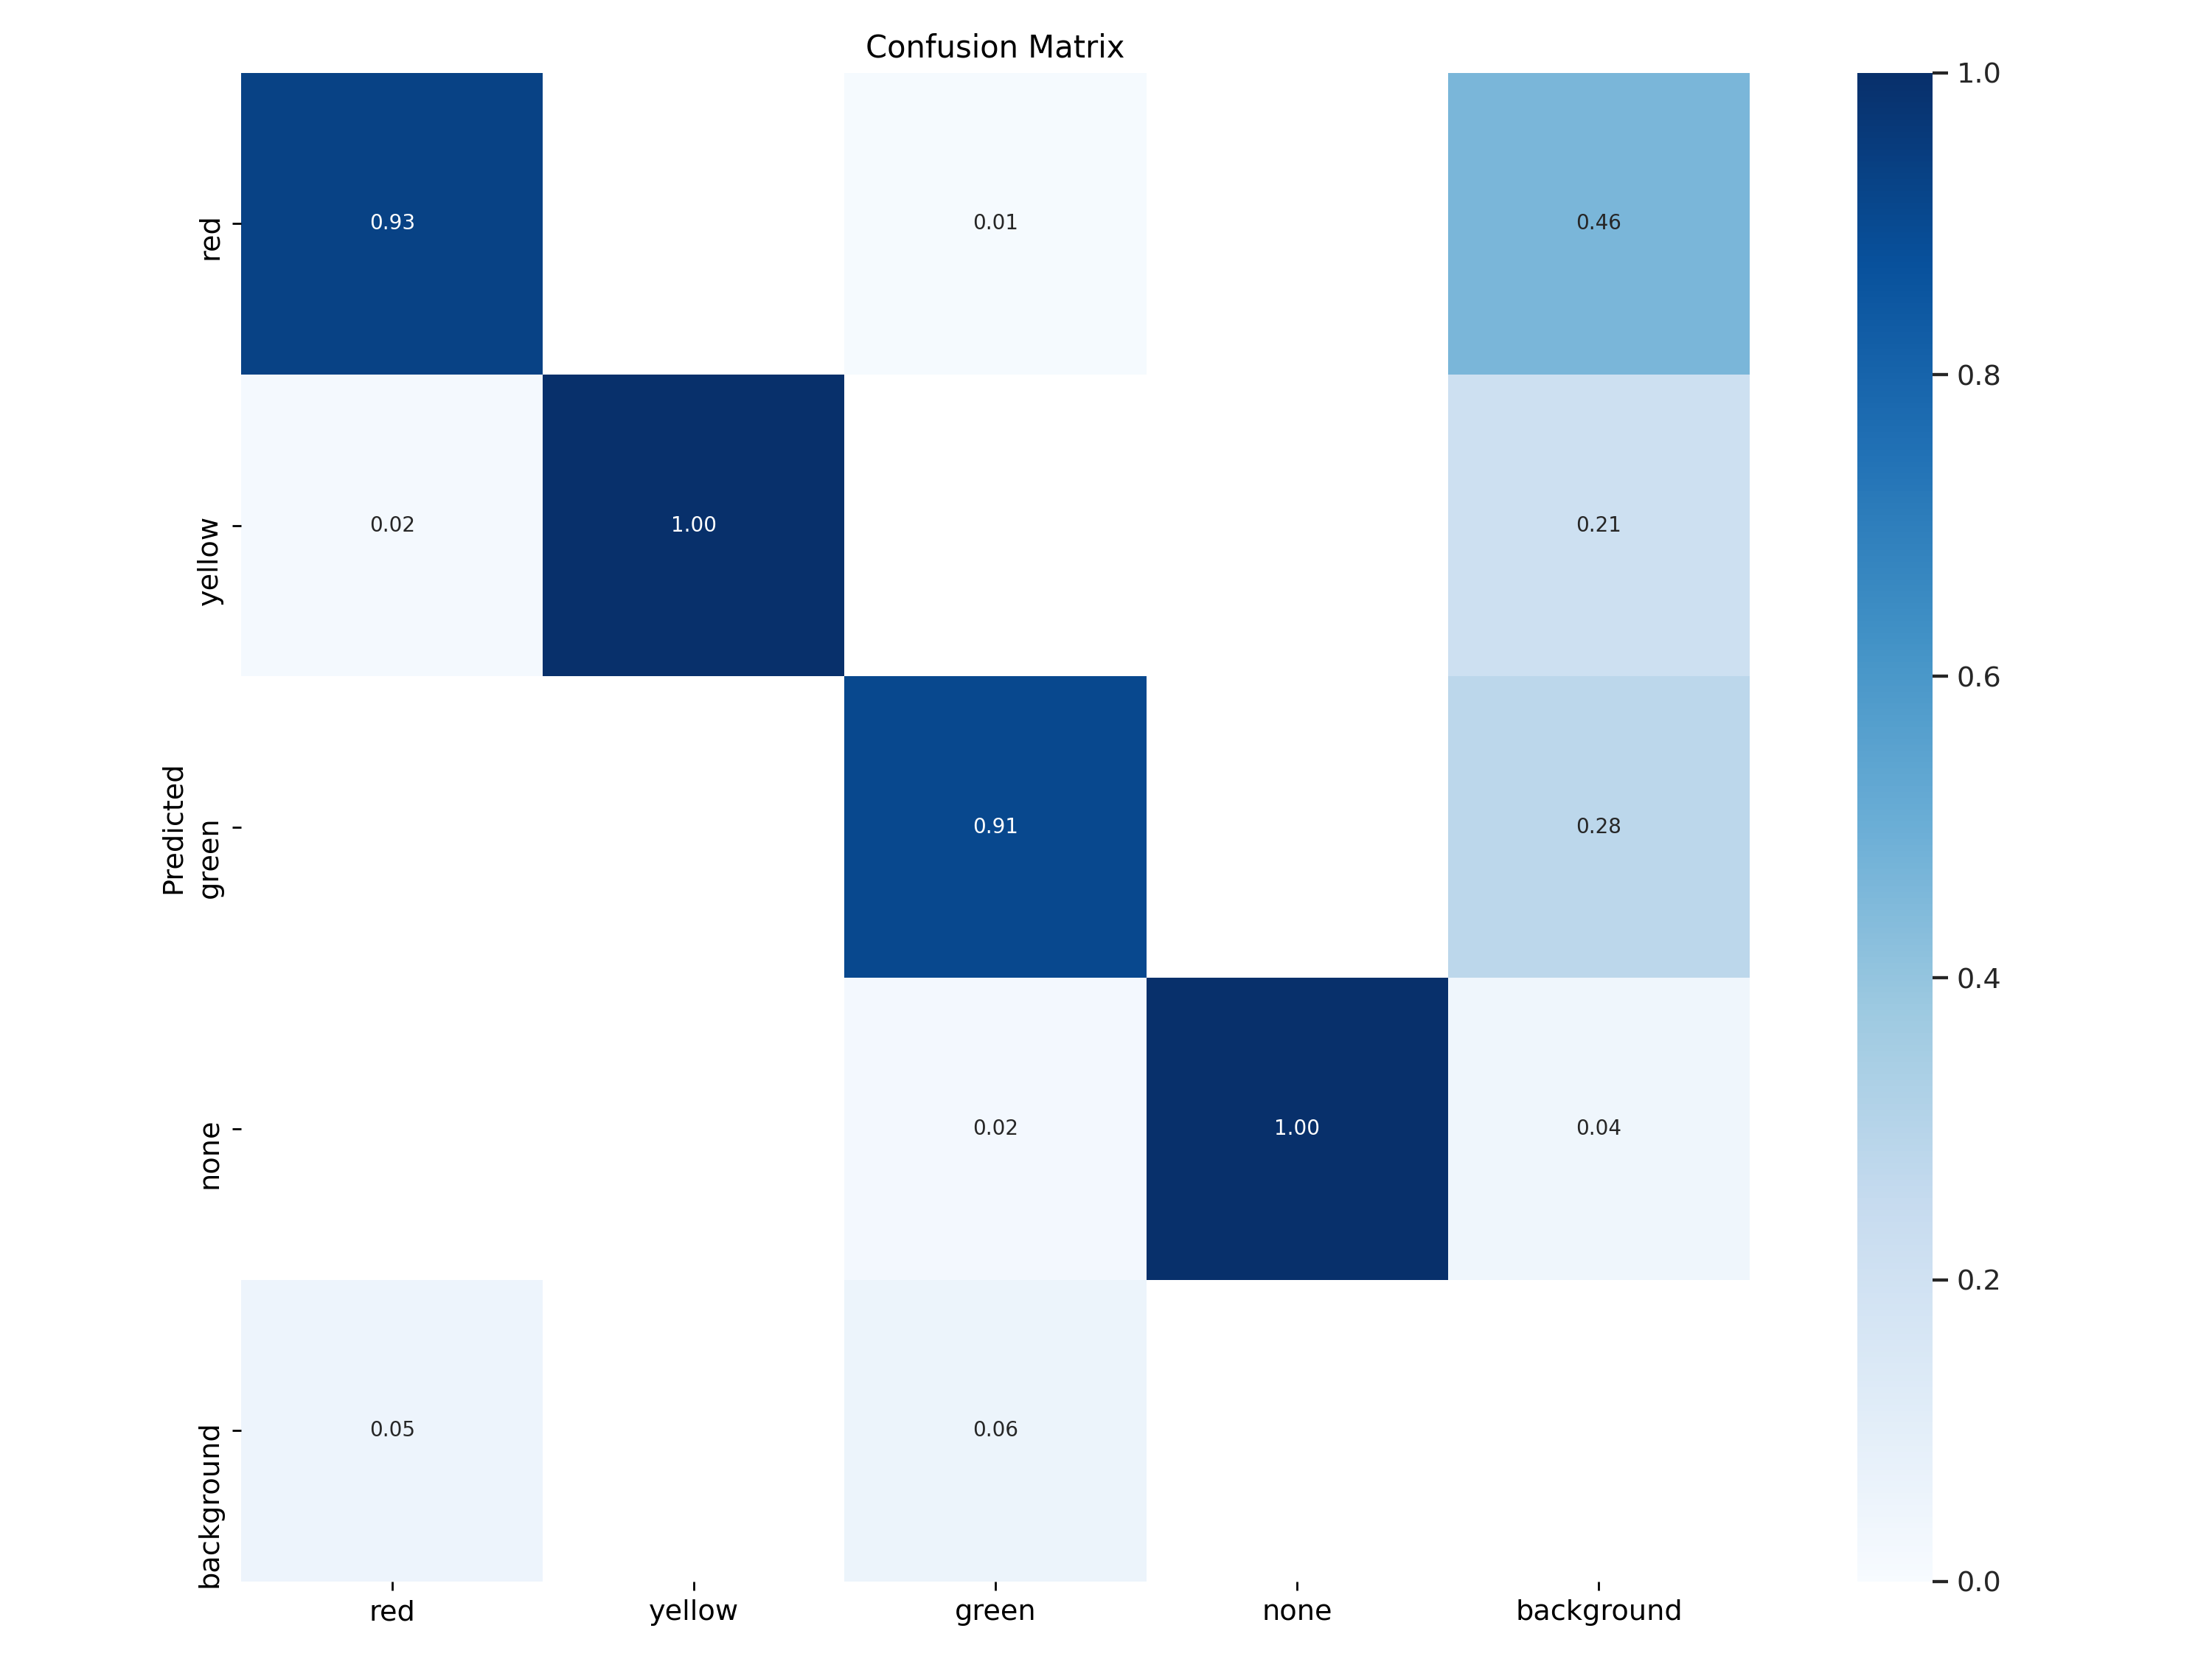 Confusion Matrix
red
0.93
0.01
0.46
yellow
0.02
1.00
0.21
Predicted
green
0.91
0.28
none
0.02
1.00
0.04
background
0.05
0.06
red
yellow
green
none
background
1.0
0.8
0.6
0.4
0.2
0.0